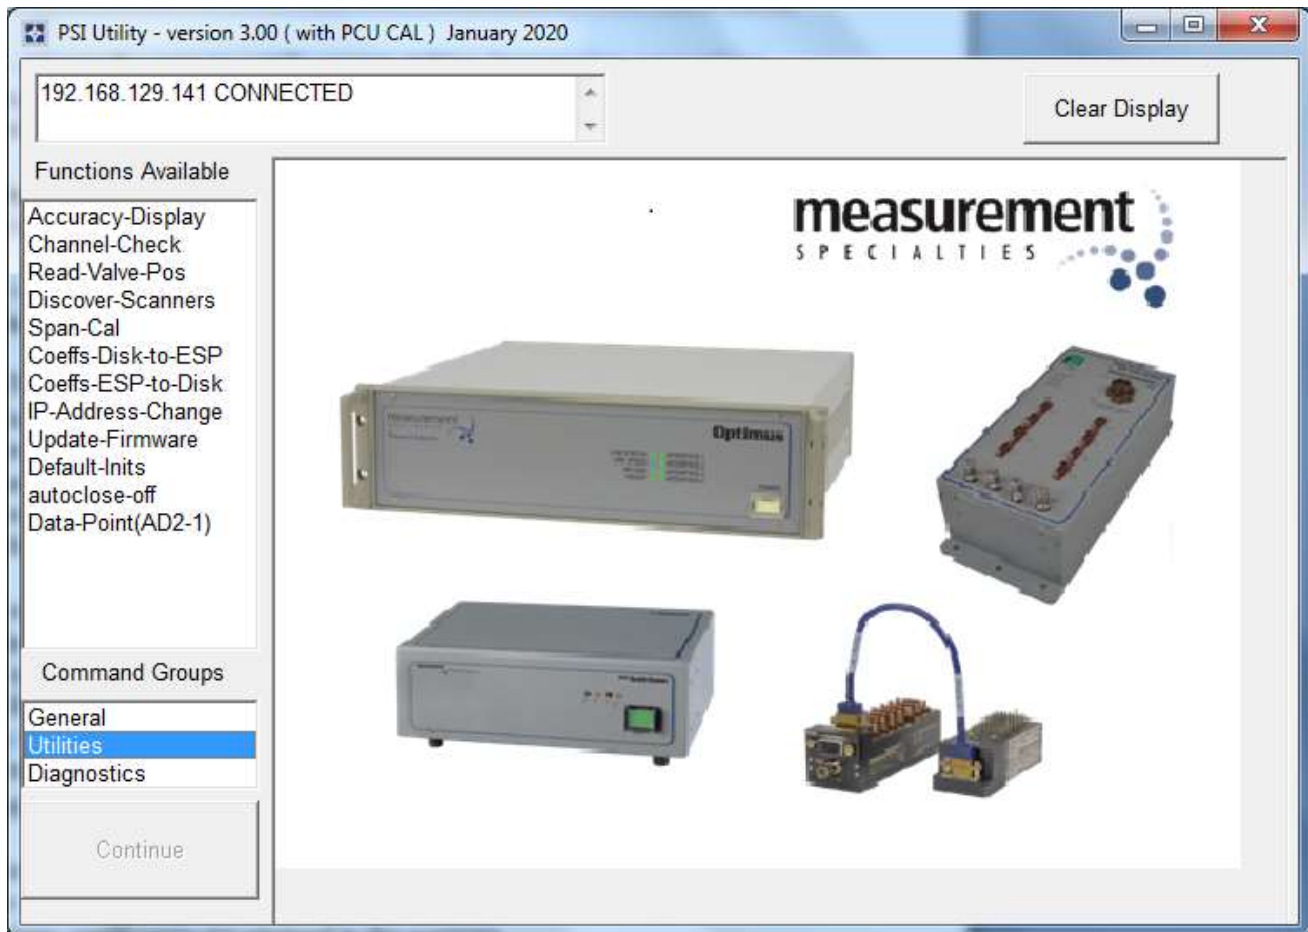 PSI Utility - version 3.00 ( with PCU CAL ) January 2020
192.168.129.141 CONNECTED
Clear Display
Functions Available
Accuracy-Display
Channel-Check
Read-Valve-Pos
Discover-Scanners
Span-Cal
Coeffs-Disk-to-ESP
Coeffs-ESP-to-Disk
IP-Address-Change
Update-Firmware
Default-Inits
autoclose-off
Data-Point(AD2-1)
Command Groups
General
Utilities
Diagnostics
Continue
measurement
SPECIALTIES
measurement
Optimus